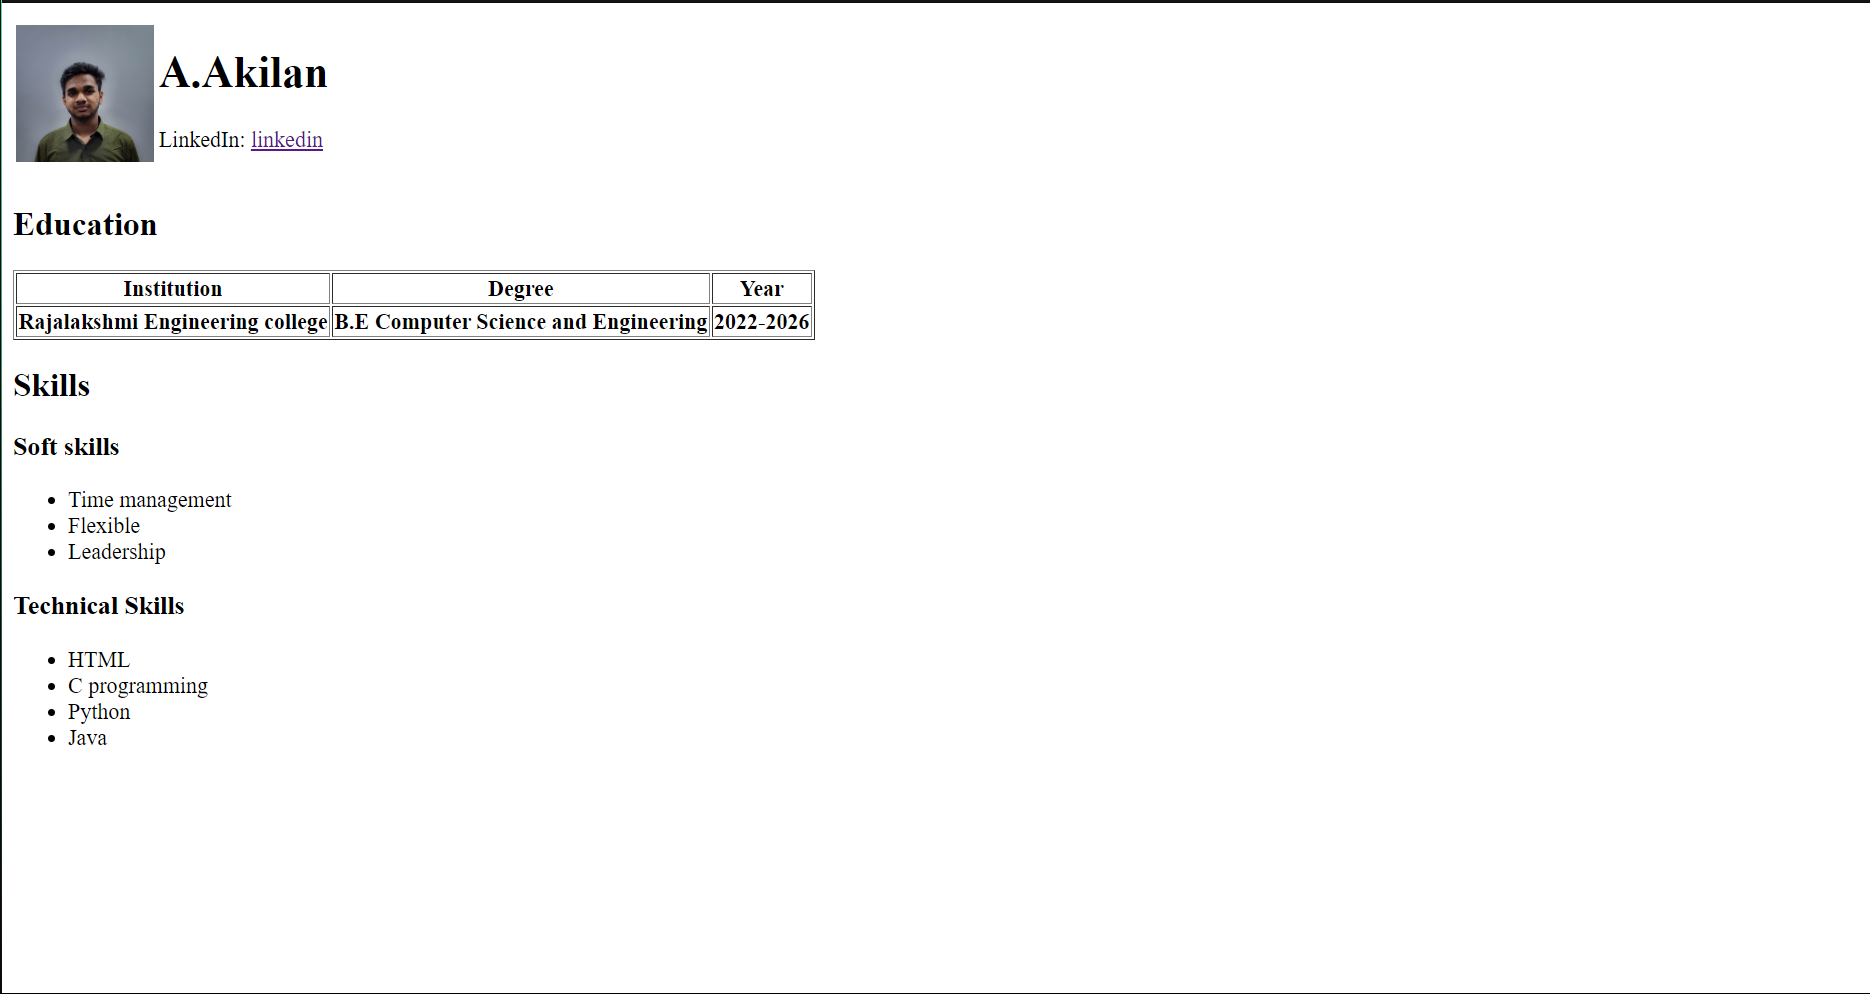 A.Akilan
LinkedIn: linkedin
Education
Institution Degree Year
Rajalakshmi Engineering college B.E Computer Science and Engineering 2022-2026
Skills
Soft skills
Time management
Flexible
Leadership
Technical Skills
HTML
C programming
Python
Java